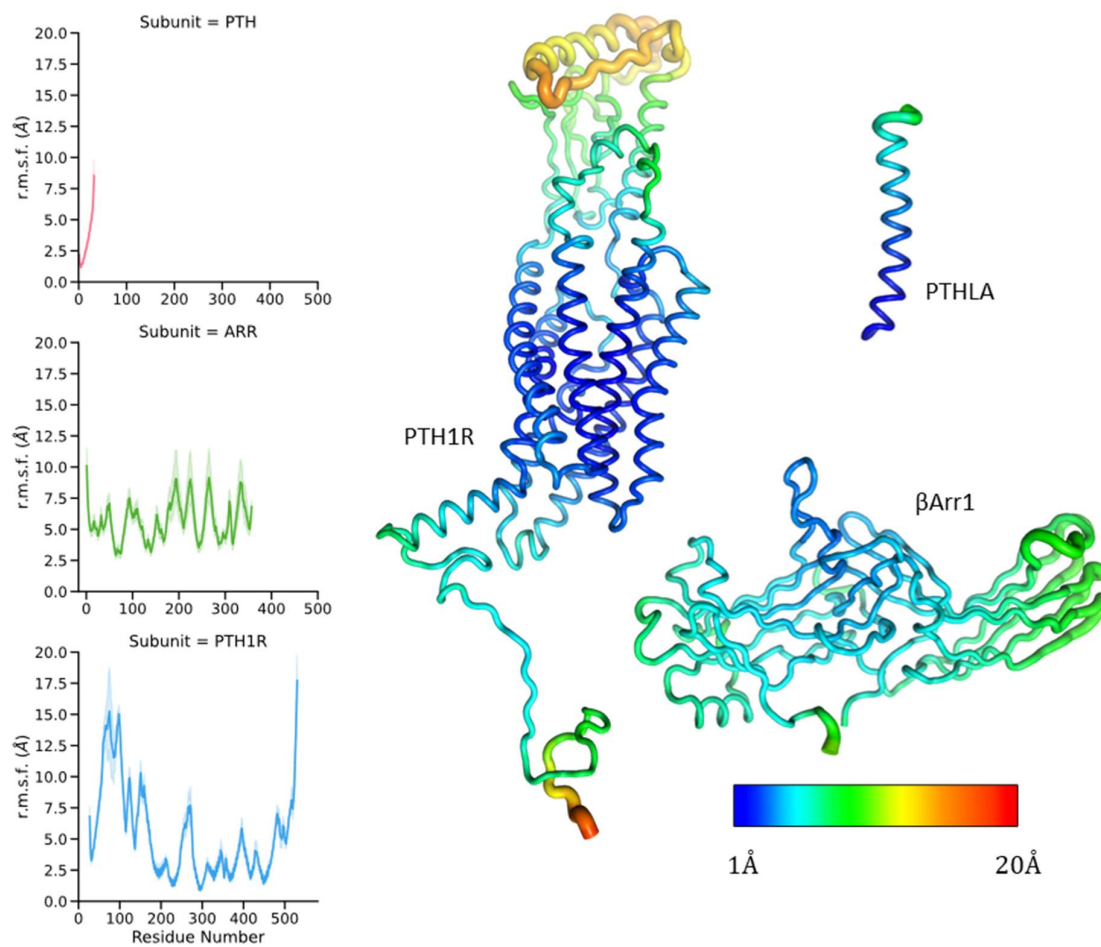 Subunit = PTH
20.0
17.5
15.0
12.5
10.0
7.5
5.0
2.5
0.0
r.m.s.f. (Å)
0 100 200 300 400 500
Subunit = ARR
20.0
17.5
15.0
12.5
10.0
7.5
5.0
2.5
0.0
r.m.s.f. (Å)
0 100 200 300 400 500
Subunit = PTH1R
20.0
17.5
15.0
12.5
10.0
7.5
5.0
2.5
0.0
r.m.s.f. (Å)
0 100 200 300 400 500
Residue Number
PTH1R
PTHLA
βArr1
1Å 20Å